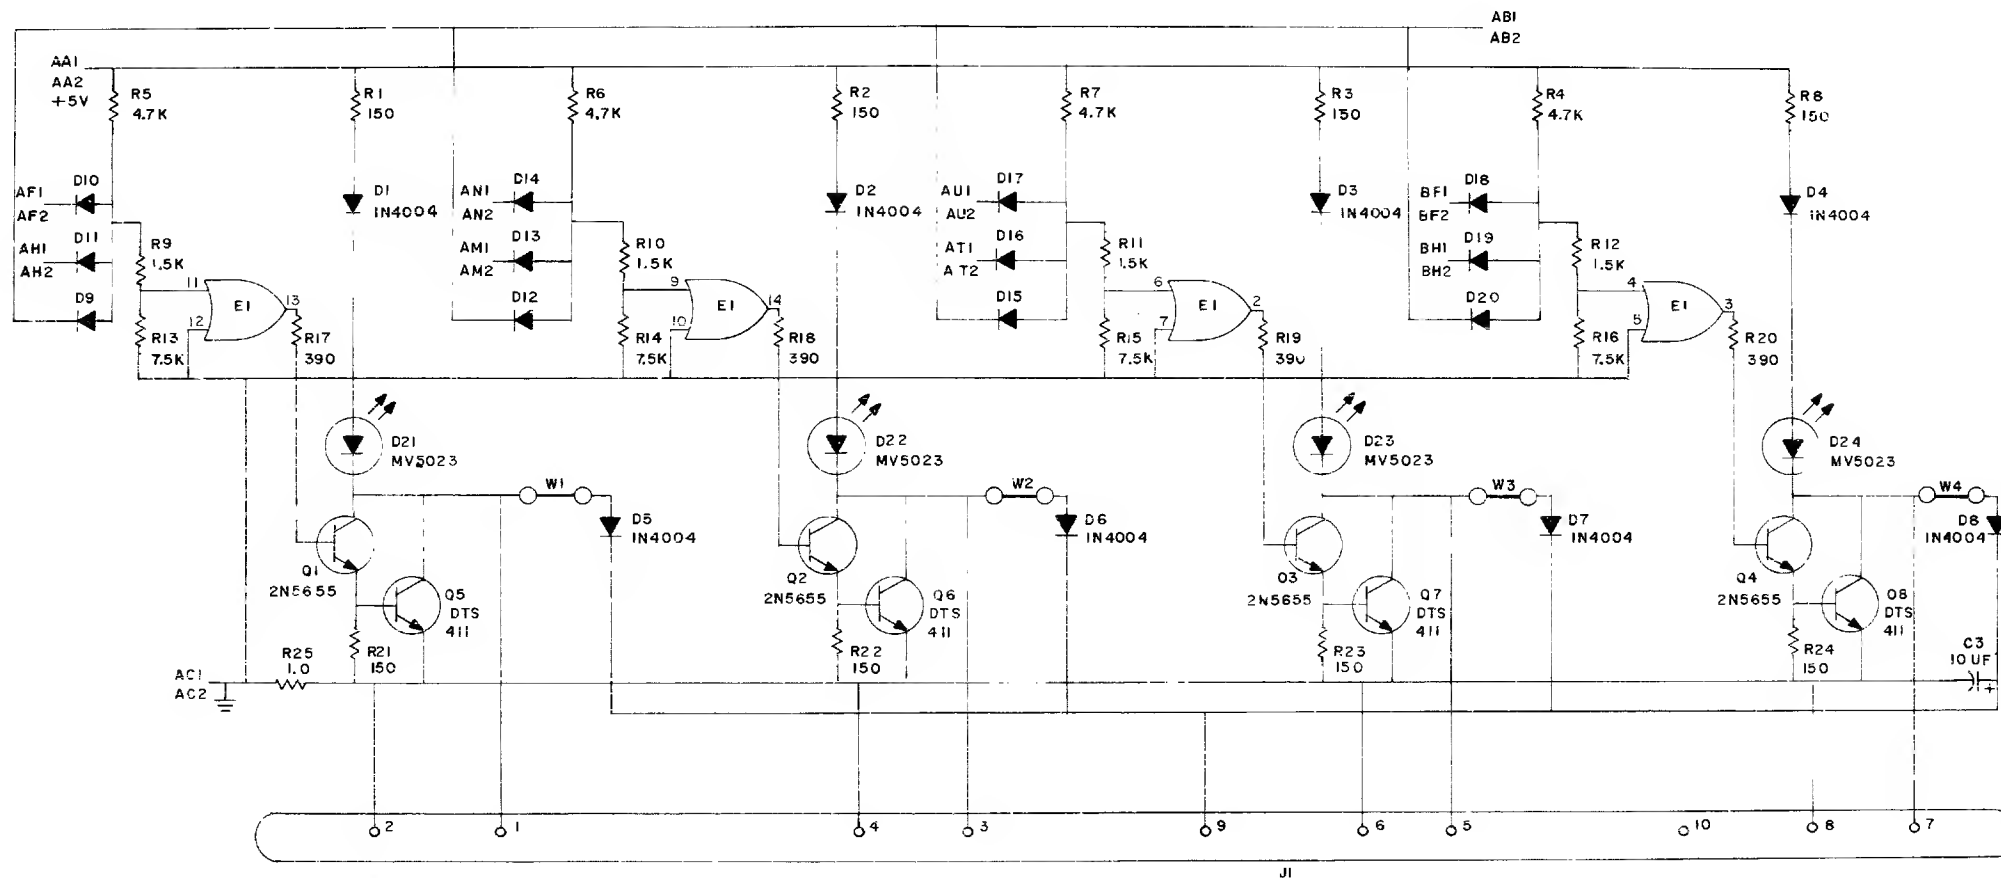 AB1
AB2
AA1
AA2
+5V
R5
4.7K
R1
150
R6
4.7K
R2
150
R7
4.7K
R3
150
R4
4.7K
R8
150
AF1
AF2
D10
AH1
AH2
D11
D9
D1
1N4004
AN1
AN2
D14
AM1
AM2
D13
D12
D2
1N4004
AU1
AU2
D17
AT1
AT2
D16
D15
D3
1N4004
BF1
BF2
D18
BH1
BH2
D19
D20
D4
1N4004
R9
1.5K
11
12
E1
13
R13
7.5K
R17
390
R10
1.5K
9
10
E1
14
R14
7.5K
R18
390
R11
1.5K
6
7
E1
2
R15
7.5K
R19
390
R12
1.5K
4
5
E1
3
R16
7.5K
R20
390
D21
MV5023
D22
MV5023
D23
MV5023
D24
MV5023
W1
D5
1N4004
W2
D6
1N4004
W3
D7
1N4004
W4
D8
1N4004
Q1
2N5655
Q5
DTS
411
Q2
2N5655
Q6
DTS
411
Q3
2N5655
Q7
DTS
411
Q4
2N5655
Q8
DTS
411
AC1
AC2
R25
1.0
R21
150
R22
150
R23
150
R24
150
C3
10 UF
+
2
1
4
3
9
6
5
10
8
7
J1